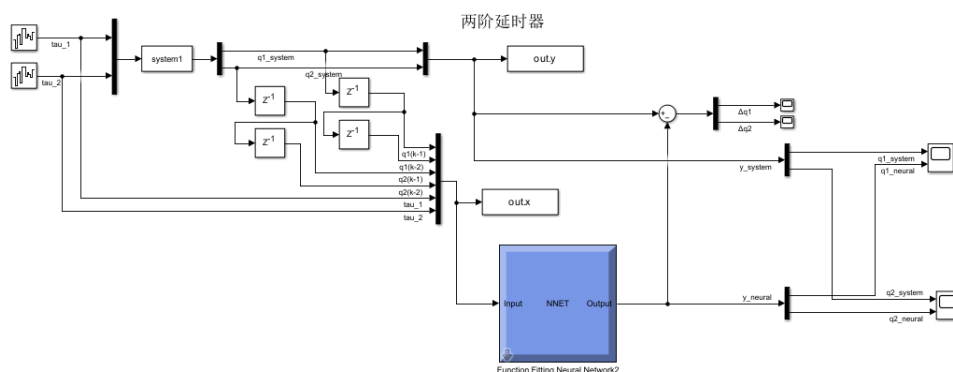 两阶延时器
tau_1
tau_2
system1
q1_system
q2_system
Z-1
Z-1
Z-1
Z-1
q1(k-1)
q1(k-2)
q2(k-1)
q2(k-2)
tau_1
tau_2
out.y
out.x
+
-
Δq1
Δq2
y_system
q1_system
q1_neural
Input
NNET
Output
y_neural
q2_system
q2_neural
Function Fitting Neural Network2